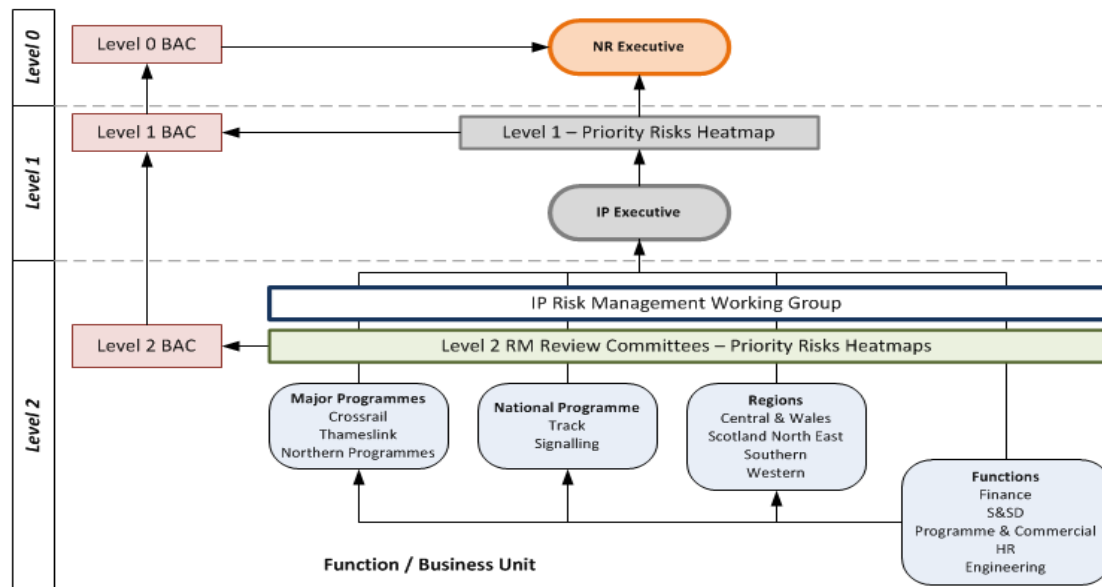 Level 0
Level 0 BAC
NR Executive
Level 1
Level 1 BAC
Level 1 – Priority Risks Heatmap
IP Executive
Level 2
IP Risk Management Working Group
Level 2 BAC
Level 2 RM Review Committees – Priority Risks Heatmaps
Major Programmes
Crossrail
Thameslink
Northern Programmes
National Programme
Track
Signalling
Regions
Central & Wales
Scotland North East
Southern
Western
Functions
Finance
S&SD
Programme & Commercial
HR
Engineering
Function / Business Unit